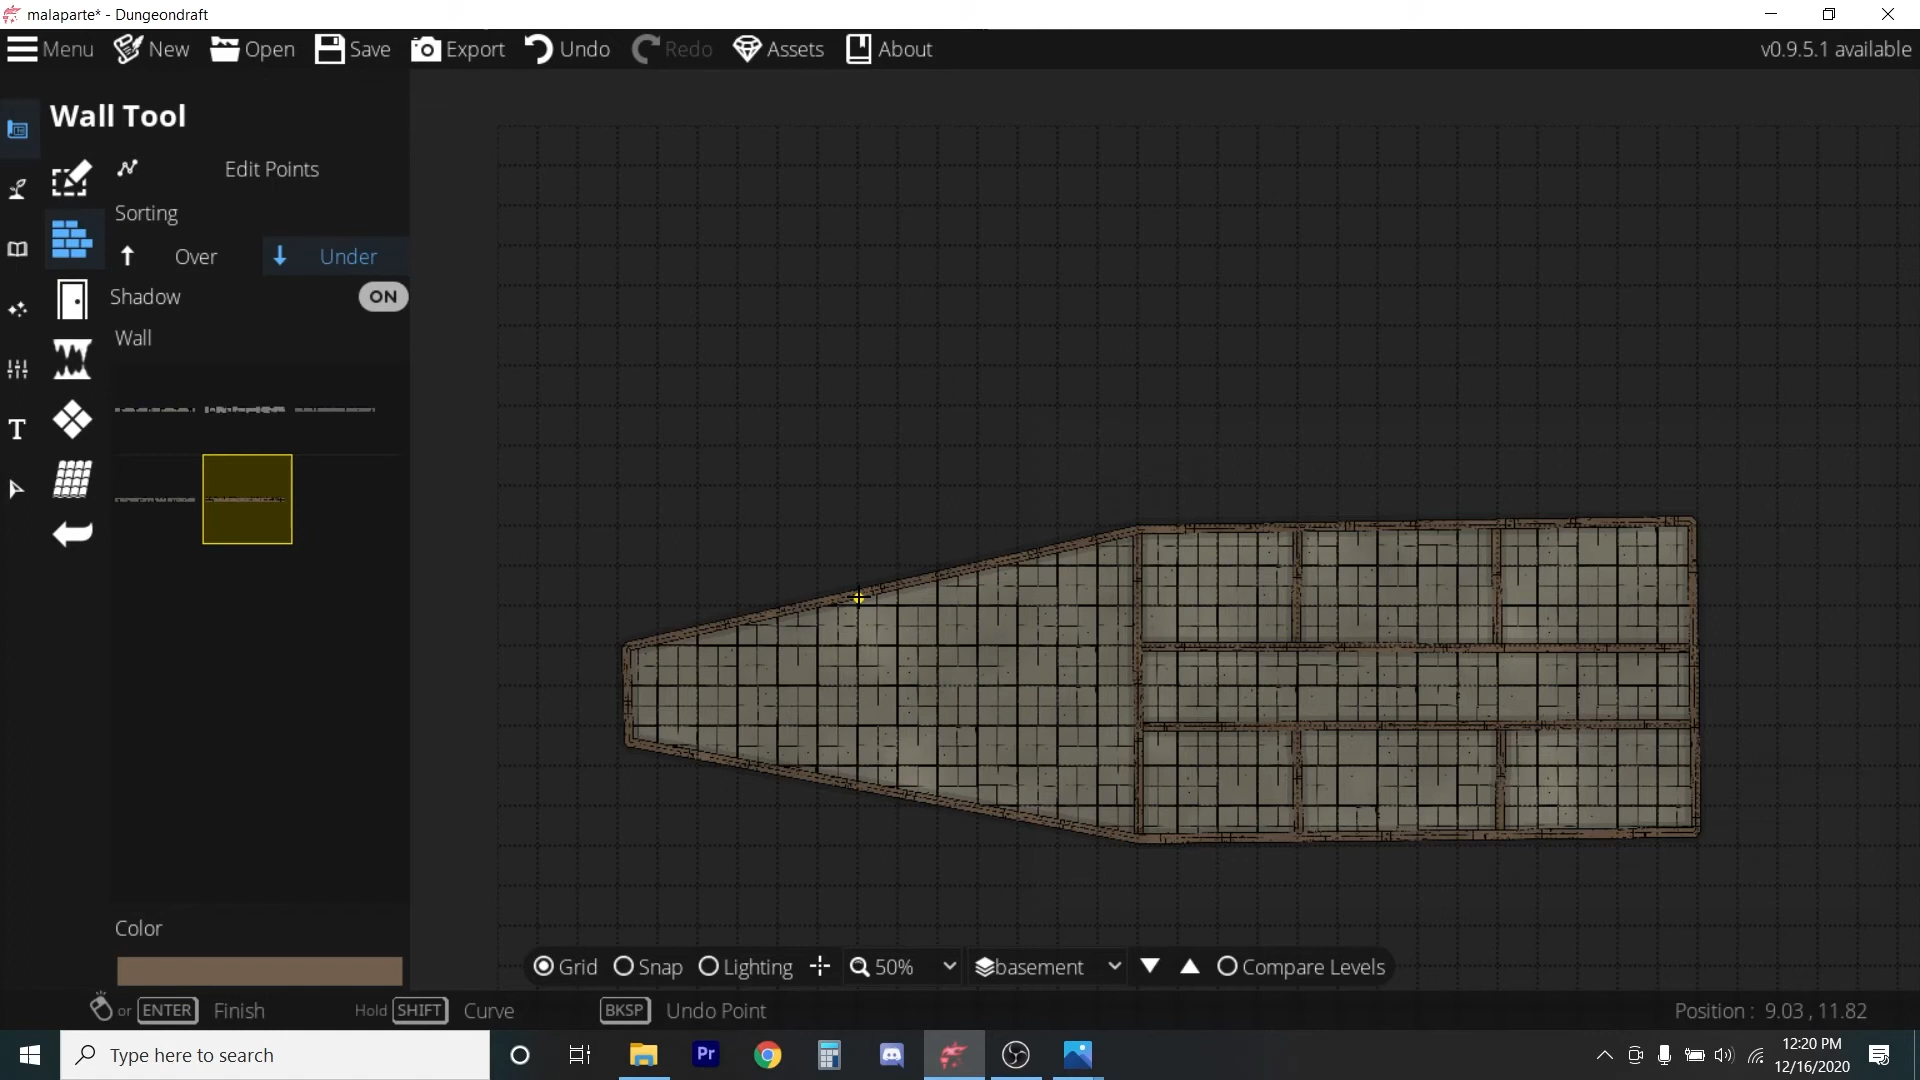 malaparte* - Dungeondraft
Menu New Open Save Export Undo Redo Assets About v0.9.5.1 available
Wall Tool
Edit Points
Sorting
Over Under
Shadow ON
Wall
T
Color
Grid Snap Lighting 50% basement Compare Levels
or ENTER Finish Hold SHIFT Curve BKSP Undo Point Position : 9.03 , 11.82
Type here to search
Pr
12:20 PM
12/16/2020